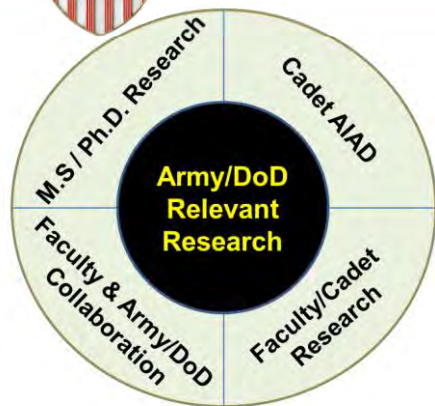 M.S / Ph.D. Research
Cadet AIAD
Army/DoD
Relevant
Research
Faculty & Army/DoD
Collaboration
Faculty/Cadet
Research